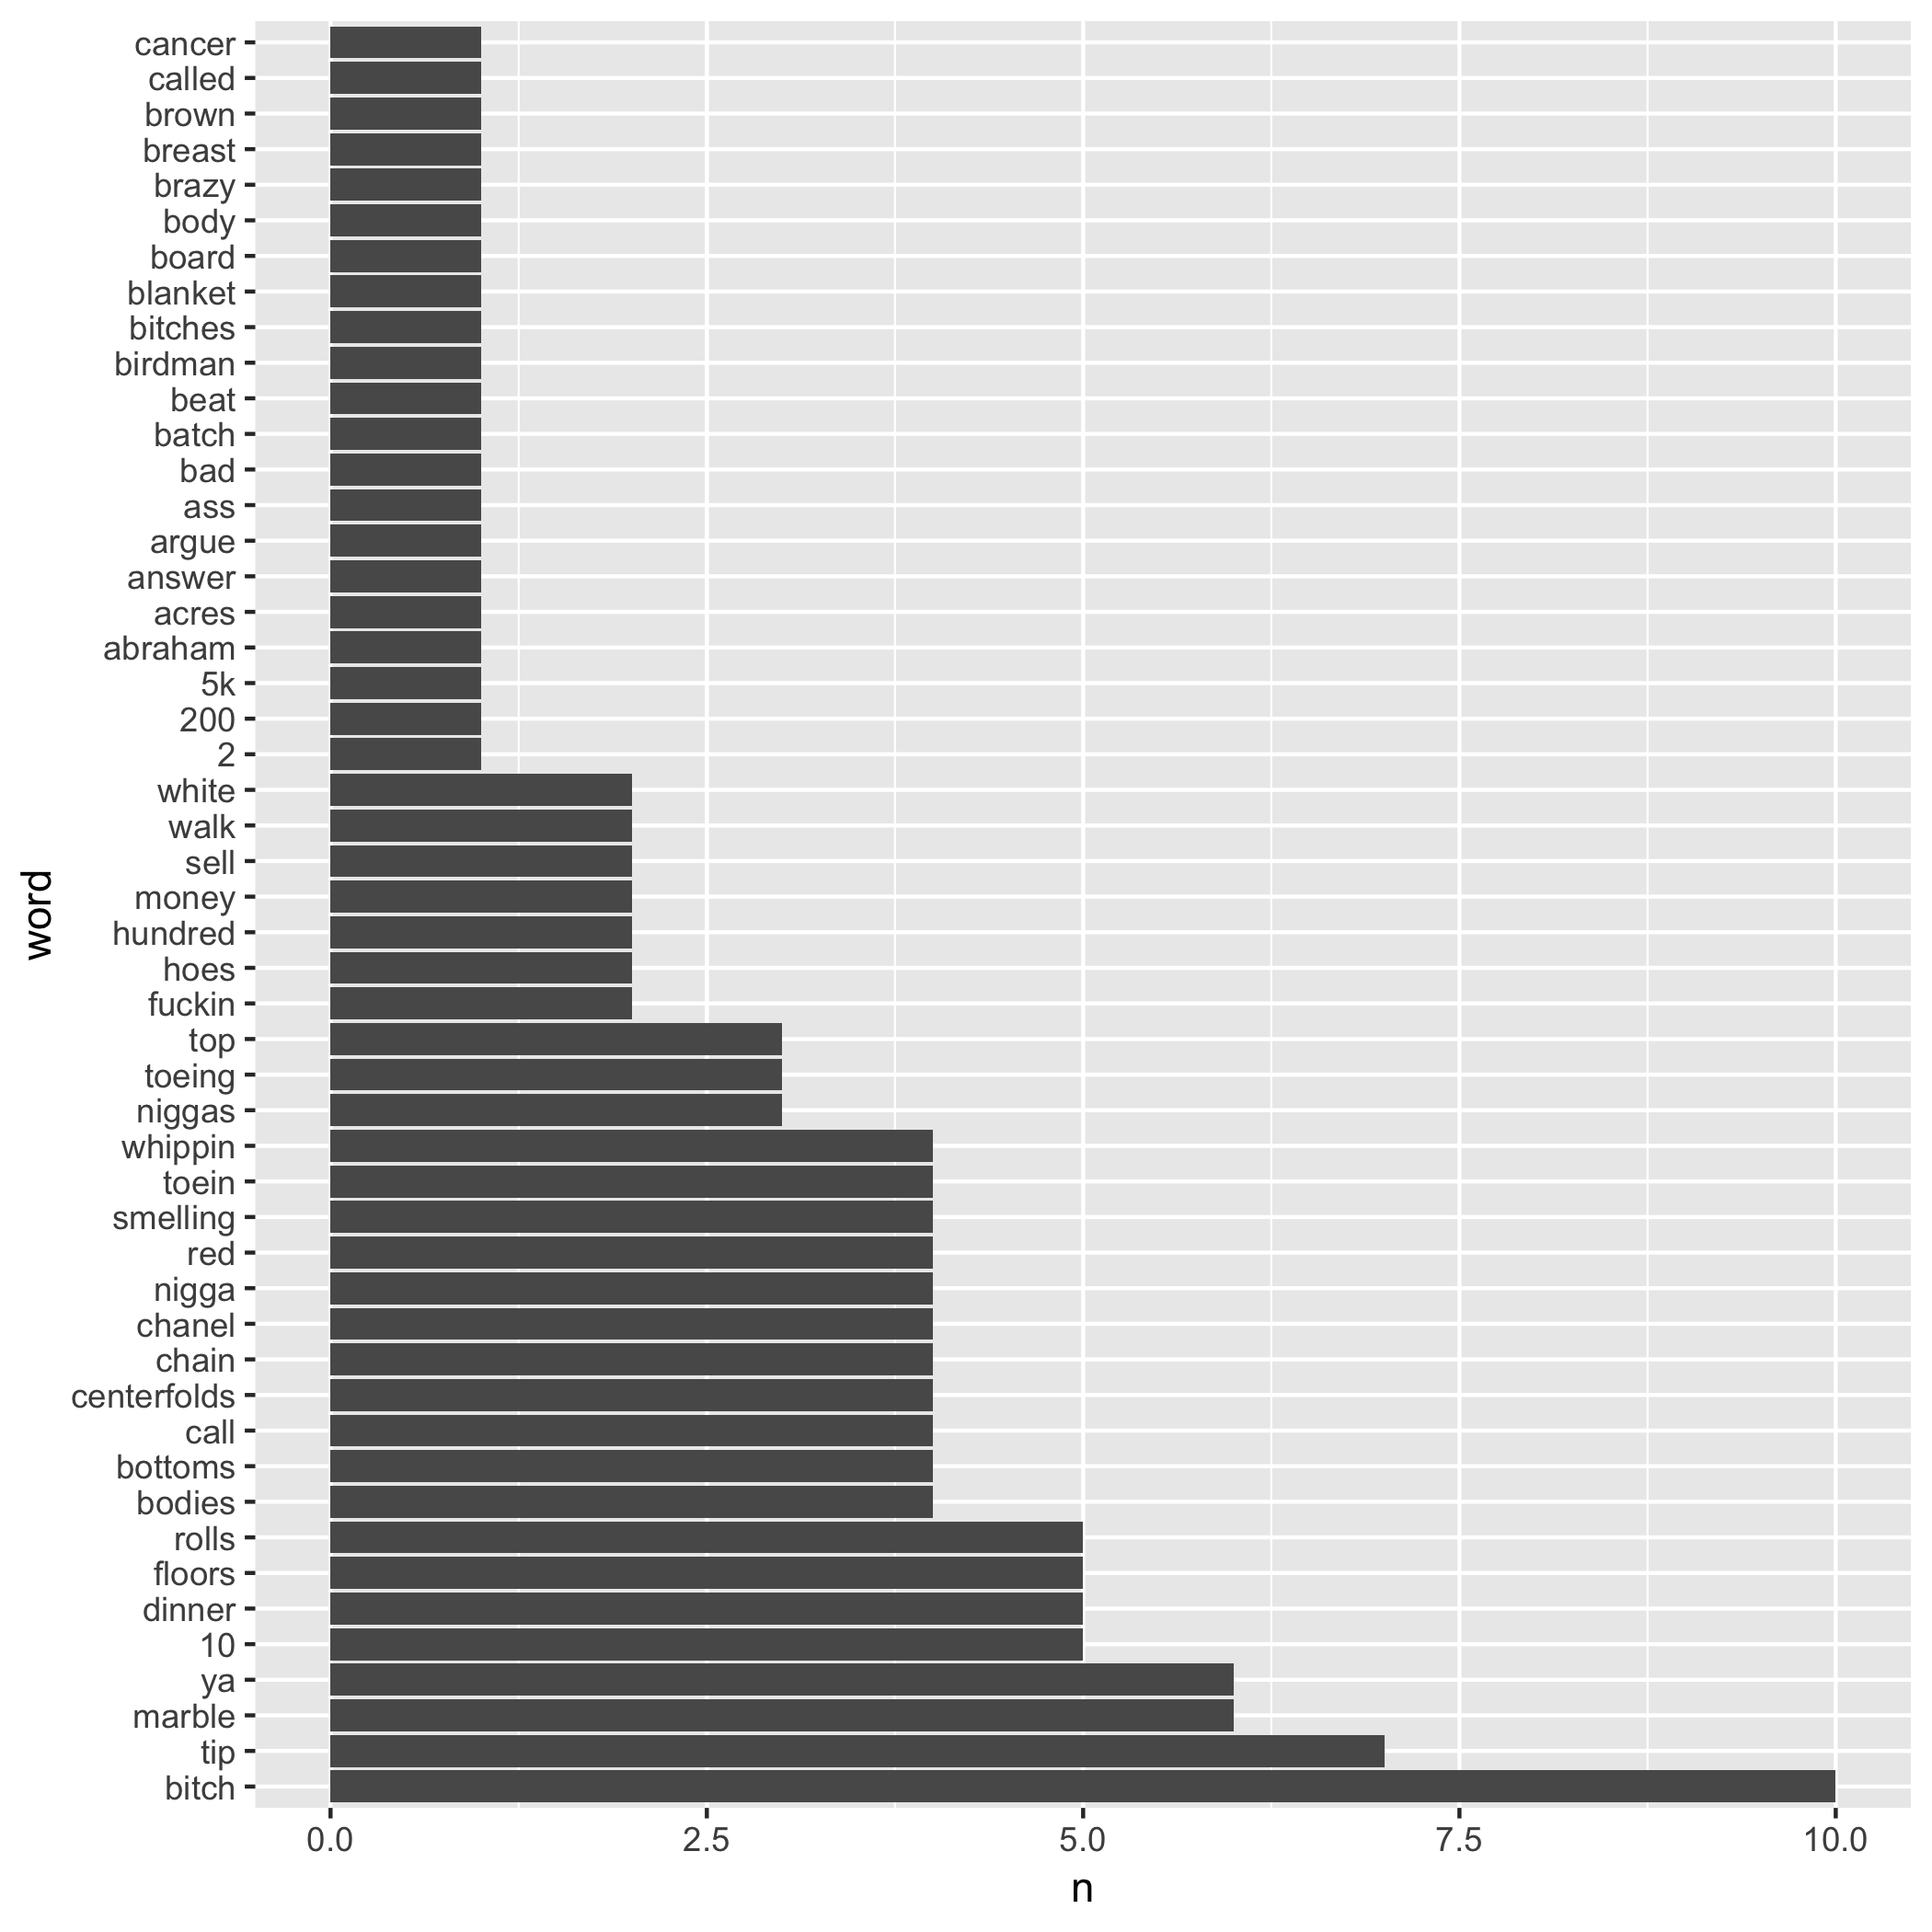 cancer
called
brown
breast
brazy
body
board
blanket
bitches
birdman
beat
batch
bad
ass
argue
answer
acres
abraham
5k
200
2
white
walk
sell
money
hundred
hoes
fuckin
top
toeing
niggas
whippin
toein
smelling
red
nigga
chanel
chain
centerfolds
call
bottoms
bodies
rolls
floors
dinner
10
ya
marble
tip
bitch
word
0.0 2.5 5.0 7.5 10.0
n